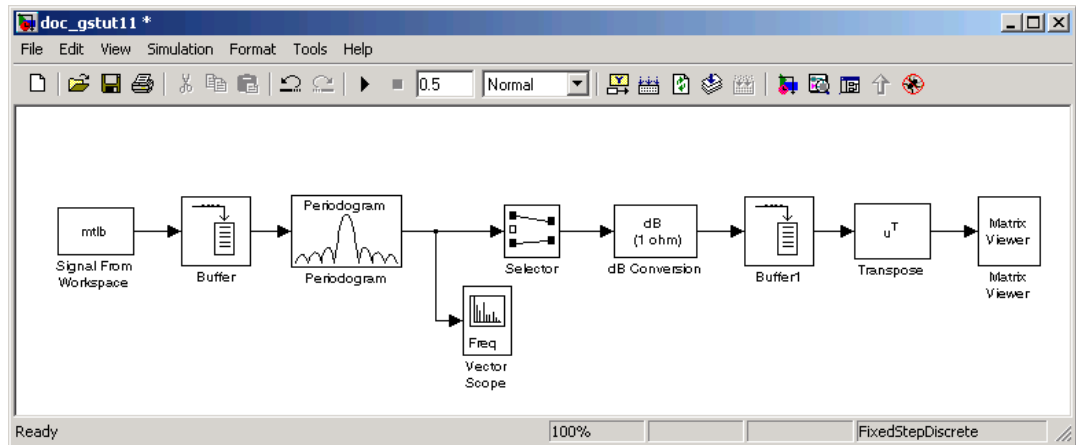 doc_gstut11 *
File Edit View Simulation Format Tools Help
0.5 Normal
mtlb
Signal From
Workspace
Buffer
Periodogram
Periodogram
Selector
dB
(1 ohm)
dB Conversion
Buffer1
uT
Transpose
Matrix
Viewer
Matrix
Viewer
Freq
Vector
Scope
Ready 100% FixedStepDiscrete